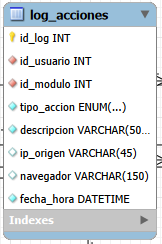 log_acciones
id_log INT
id_usuario INT
id_modulo INT
tipo_accion ENUM(...)
descripcion VARCHAR(50...
ip_origen VARCHAR(45)
navegador VARCHAR(150)
fecha_hora DATETIME
Indexes